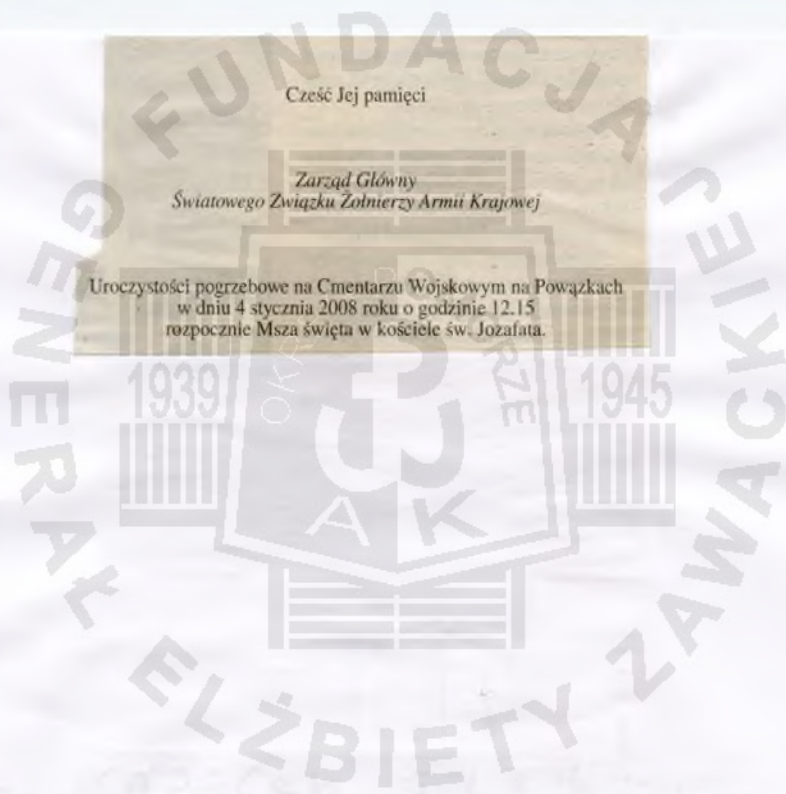 Cześć Jej pamięci
Zarząd Główny
Światowego Związku Żołnierzy Armii Krajowej
Uroczystości pogrzebowe na Cmentarzu Wojskowym na Powązkach
w dniu 4 stycznia 2008 roku o godzinie 12.15
rozpocznie Msza święta w kościele św. Jozafata.
FUNDACJA
GENERAŁ ELŻBIETY ZAWACKIEJ
1939
1945
AK